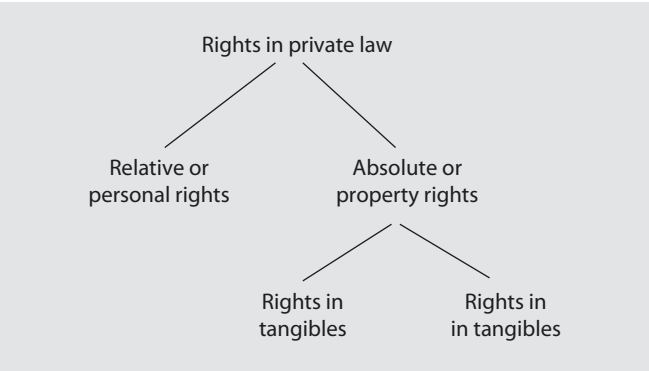 Rights in private law
Relative or
personal rights
Absolute or
property rights
Rights in
tangibles
Rights in
in tangibles